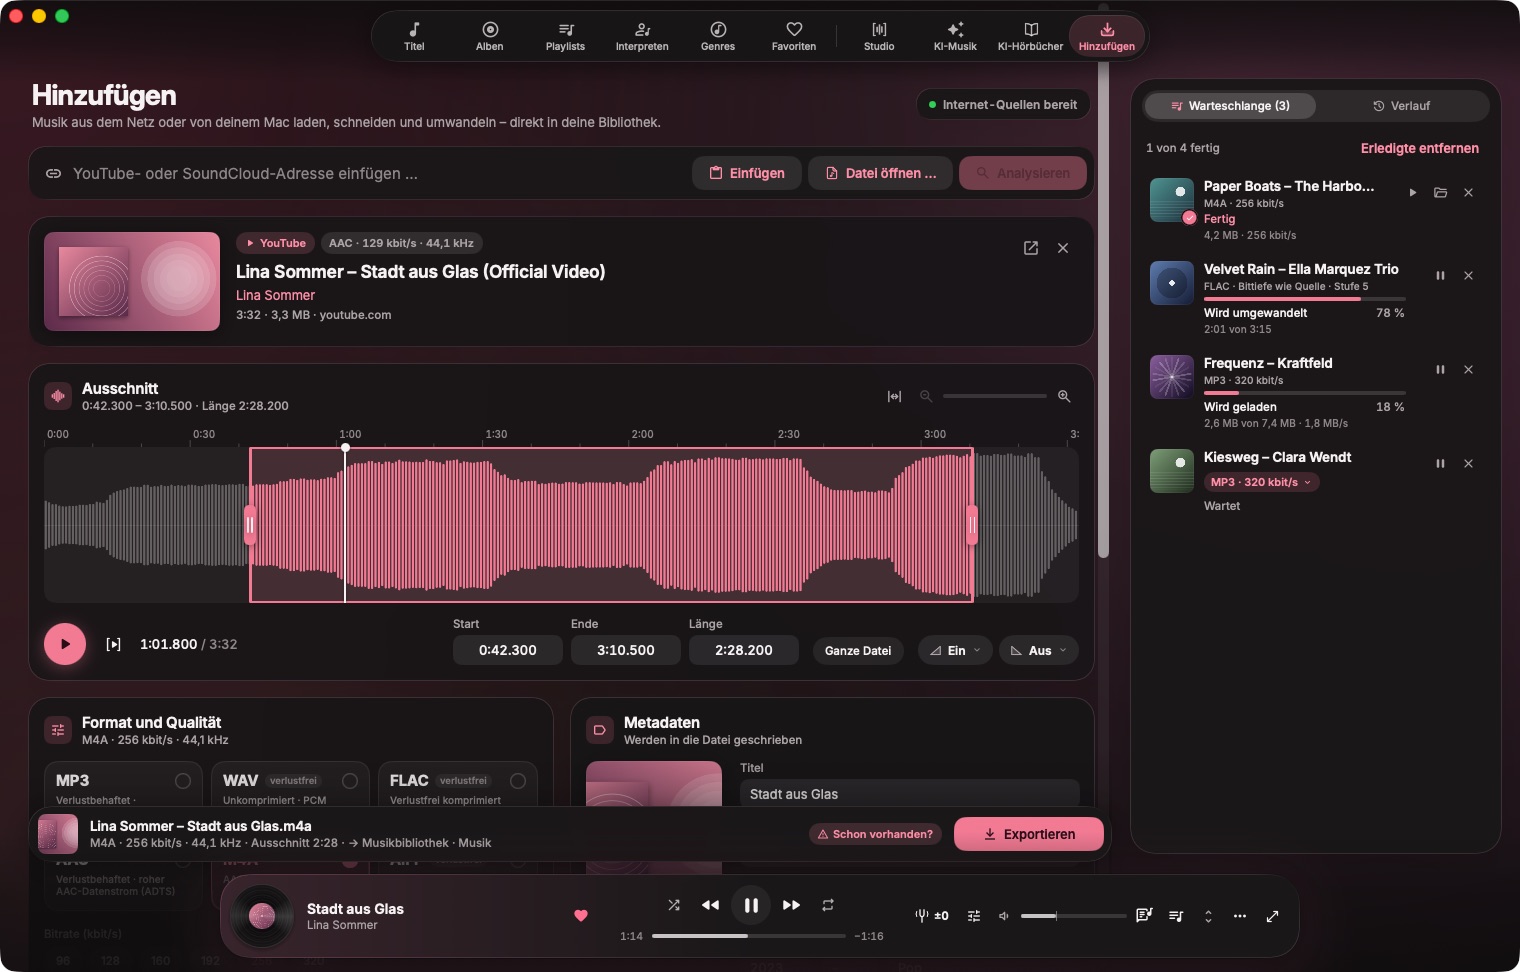 Titel
Alben
Playlists
Interpreten
Genres
Favoriten
Studio
KI-Musik
KI-Hörbücher
Hinzufügen
Hinzufügen
Musik aus dem Netz oder von deinem Mac laden, schneiden und umwandeln – direkt in deine Bibliothek.
Internet-Quellen bereit
YouTube- oder SoundCloud-Adresse einfügen ...
Einfügen
Datei öffnen ...
Analysieren
YouTube
AAC · 129 kbit/s · 44,1 kHz
Lina Sommer – Stadt aus Glas (Official Video)
Lina Sommer
3:32 · 3,3 MB · youtube.com
Ausschnitt
0:42.300 – 3:10.500 · Länge 2:28.200
0:00
0:30
1:00
1:30
2:00
2:30
3:00
3:
1:01.800 / 3:32
Start
0:42.300
Ende
3:10.500
Länge
2:28.200
Ganze Datei
Ein
Aus
Format und Qualität
M4A · 256 kbit/s · 44,1 kHz
MP3
Verlustbehaftet ·
WAV verlustfrei
Unkomprimiert · PCM
FLAC verlustfrei
Verlustfrei komprimiert
Verlustbehaftet · roher
AAC-Datenstrom (ADTS)
Bitrate (kbit/s)
96 128 160 192 320
Metadaten
Werden in die Datei geschrieben
Titel
Stadt aus Glas
2023
Pop
Lina Sommer – Stadt aus Glas.m4a
M4A · 256 kbit/s · 44,1 kHz · Ausschnitt 2:28 · → Musikbibliothek · Musik
Schon vorhanden?
Exportieren
Stadt aus Glas
Lina Sommer
1:14
−1:16
±0
Warteschlange (3)
Verlauf
1 von 4 fertig
Erledigte entfernen
Paper Boats – The Harbo...
M4A · 256 kbit/s
Fertig
4,2 MB · 256 kbit/s
Velvet Rain – Ella Marquez Trio
FLAC · Bittiefe wie Quelle · Stufe 5
Wird umgewandelt 78 %
2:01 von 3:15
Frequenz – Kraftfeld
MP3 · 320 kbit/s
Wird geladen 18 %
2,6 MB von 7,4 MB · 1,8 MB/s
Kiesweg – Clara Wendt
MP3 · 320 kbit/s
Wartet